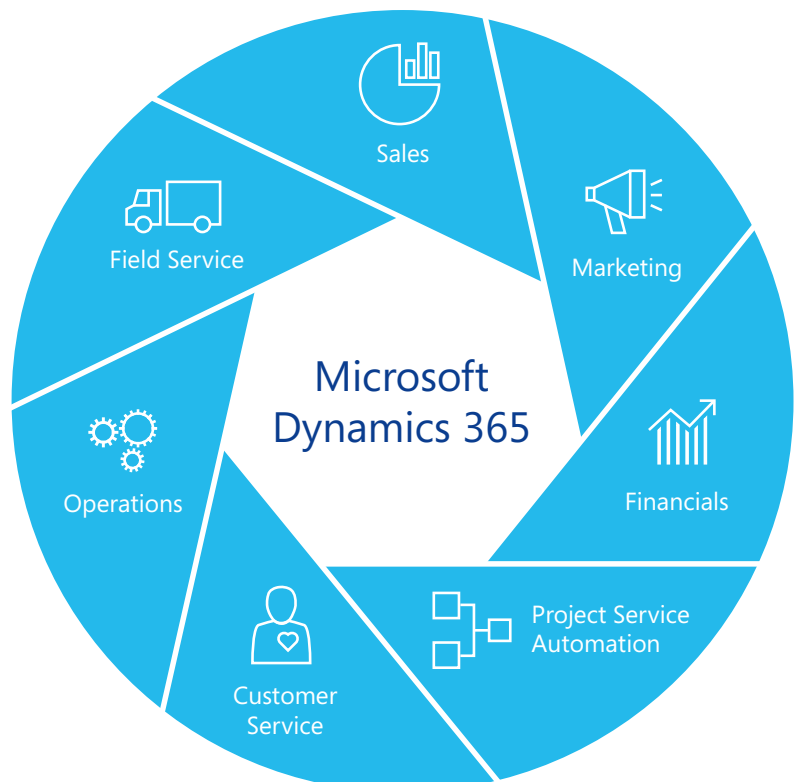 Sales
Marketing
Field Service
Microsoft
Dynamics 365
Operations
Financials
Project Service
Automation
Customer
Service